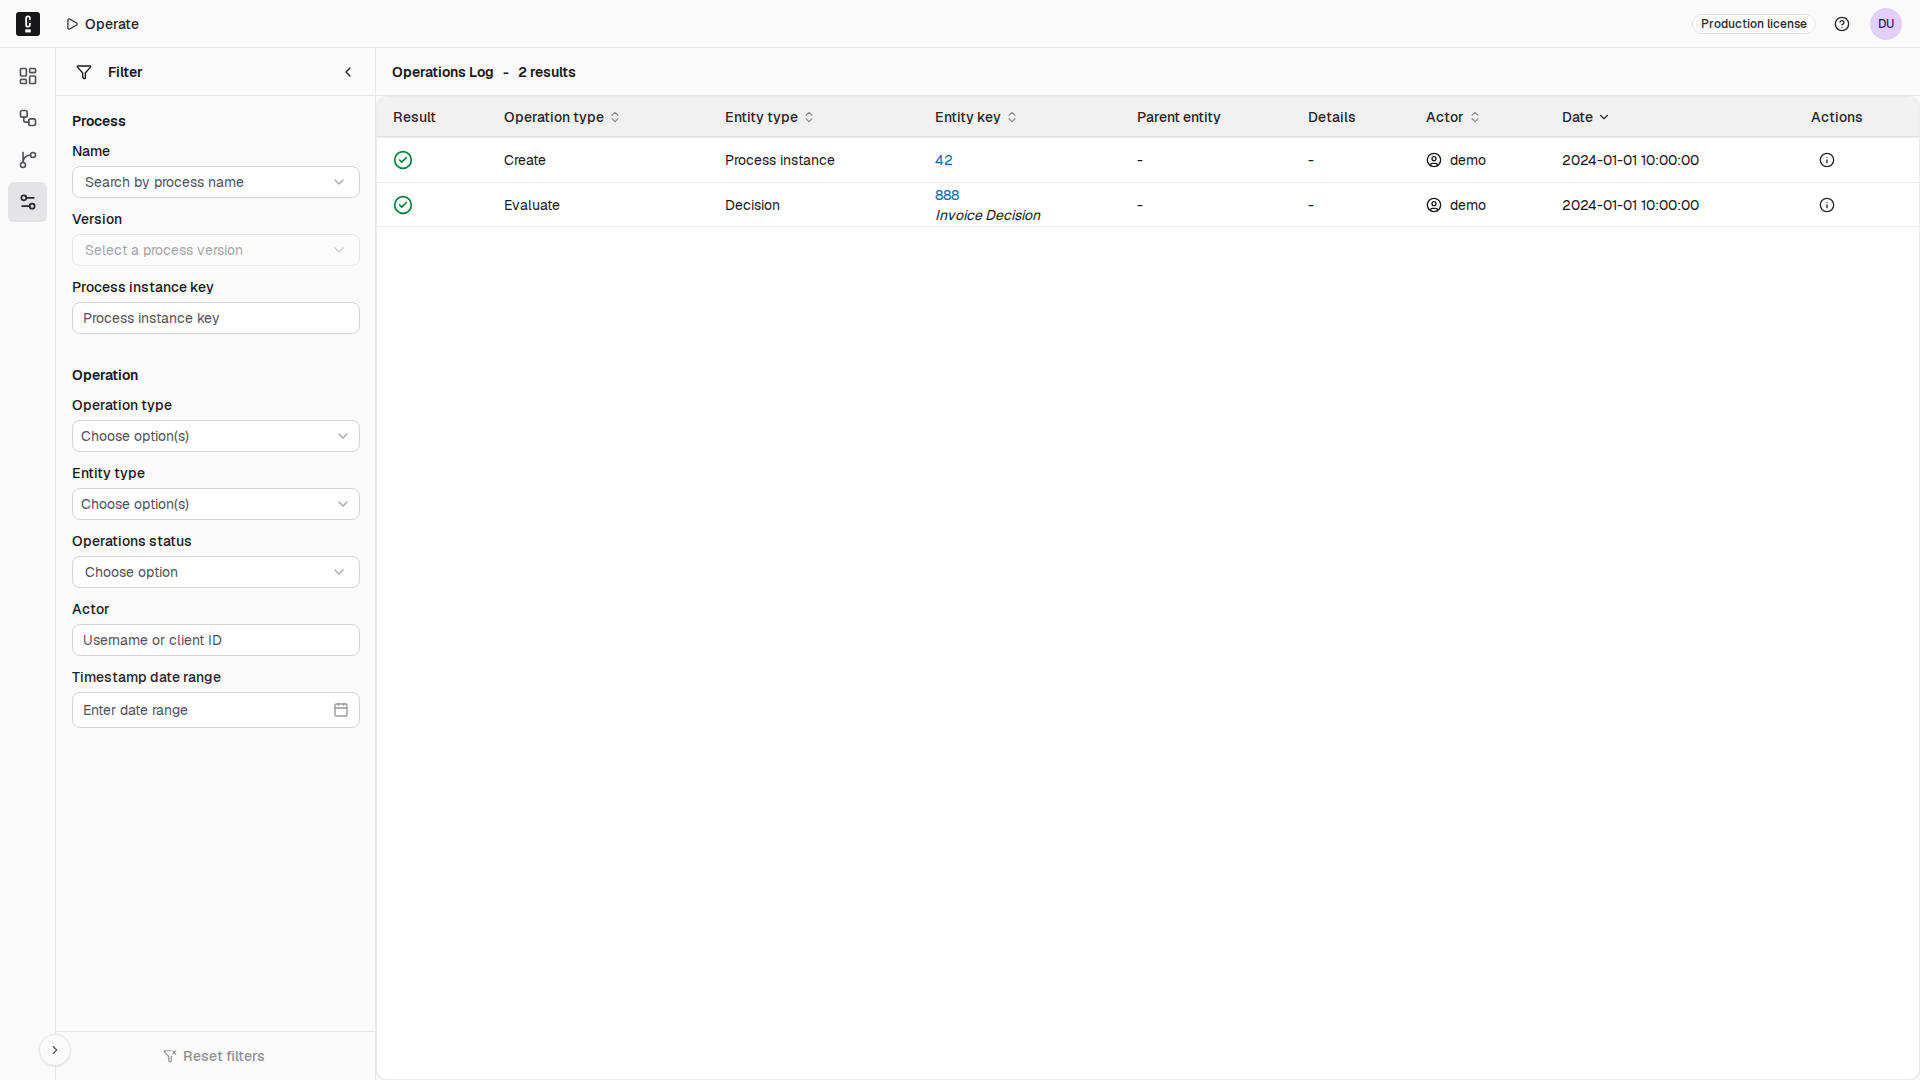 Operate
Production license
DU
Filter
Operations Log - 2 results
Process
Name
Search by process name
Version
Select a process version
Process instance key
Process instance key
Operation
Operation type
Choose option(s)
Entity type
Choose option(s)
Operations status
Choose option
Actor
Username or client ID
Timestamp date range
Enter date range
Reset filters
Result Operation type Entity type Entity key Parent entity Details Actor Date Actions
Create Process instance 42 - - demo 2024-01-01 10:00:00
Evaluate Decision 888 - - demo 2024-01-01 10:00:00
Invoice Decision